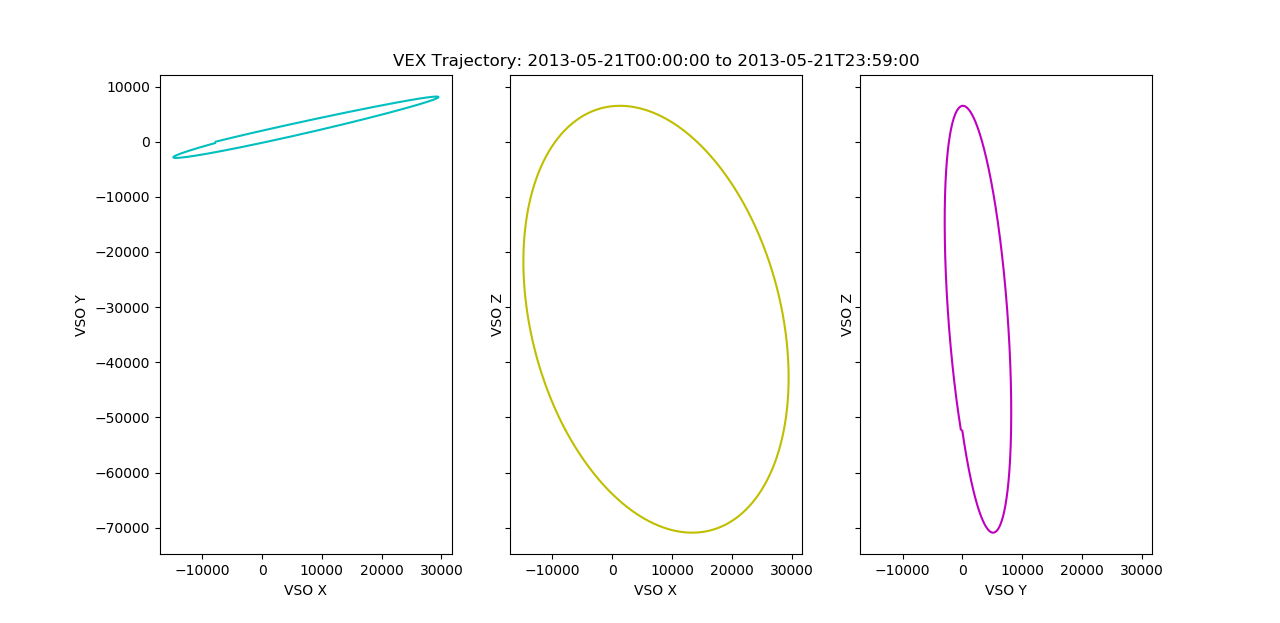 VEX Trajectory: 2013-05-21T00:00:00 to 2013-05-21T23:59:00
10000
0
−10000
−20000
−30000
−40000
−50000
−60000
−70000
VSO Y
VSO Z
VSO Z
−10000 0 10000 20000 30000
−10000 0 10000 20000 30000
−10000 0 10000 20000 30000
VSO X
VSO X
VSO Y